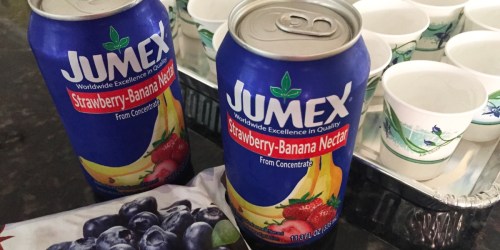 JUMEX
Worldwide Excellence in Quality
Strawberry-Banana Nectar
From Concentrate
JUMEX
Worldwide Excellence in Quality
Strawberry-Banana Nectar
From Concentrate